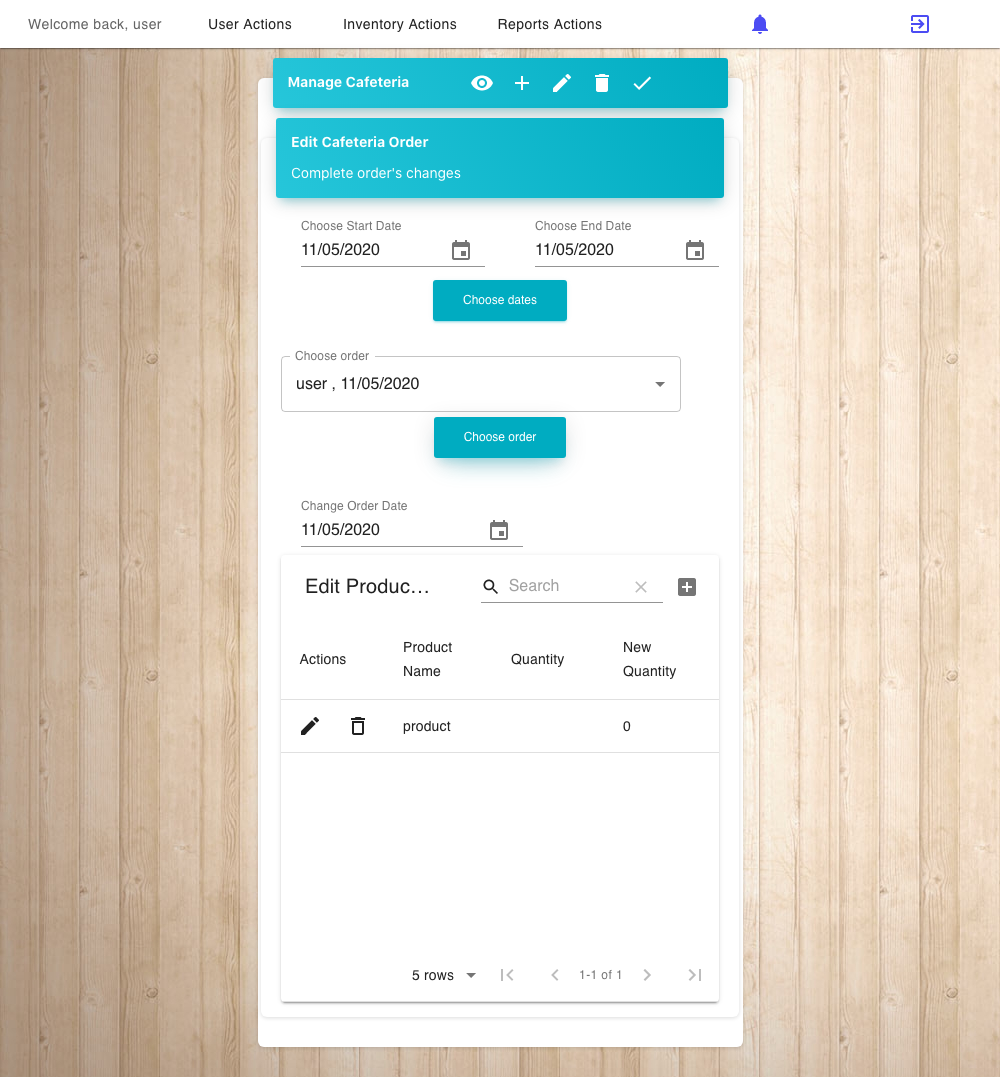 Welcome back, user User Actions Inventory Actions Reports Actions
Manage Cafeteria
Edit Cafeteria Order
Complete order's changes
Choose Start Date Choose End Date
11/05/2020 11/05/2020
Choose dates
Choose order
user , 11/05/2020
Choose order
Change Order Date
11/05/2020
Edit Produc... Search
Actions Product Name Quantity New Quantity
product 0
5 rows 1-1 of 1